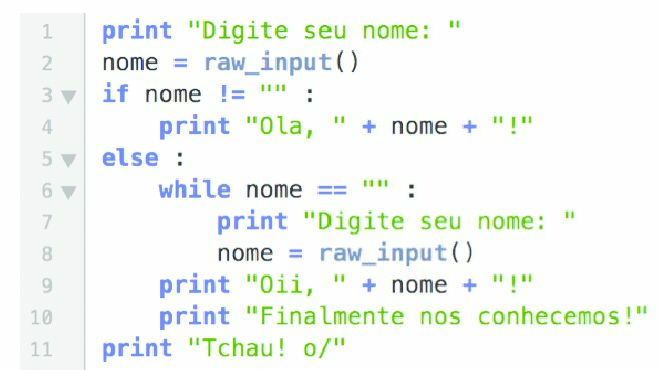 1 print "Digite seu nome: "
2 nome = raw_input()
3 if nome != "" :
4     print "Ola, " + nome + "!"
5 else :
6     while nome == "" :
7         print "Digite seu nome: "
8         nome = raw_input()
9     print "Oii, " + nome + "!"
10     print "Finalmente nos conhecemos!"
11 print "Tchau! o/"